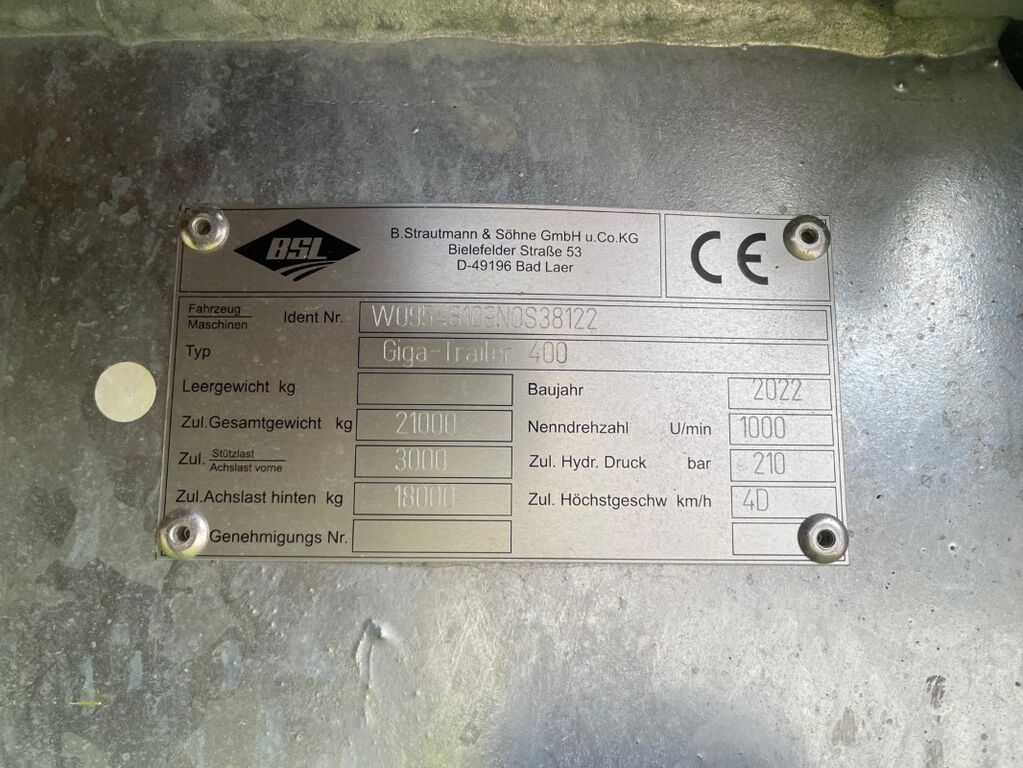 BSL
B.Strautmann & Söhne GmbH u.Co.KG
Bielefelder Straße 53
D-49196 Bad Laer
CE
Fahrzeug
Maschinen
Ident Nr. W09548109N0S38122
Typ Giga-Trailer 400
Leergewicht kg
Baujahr 2022
Zul.Gesamtgewicht kg 21000
Nenndrehzahl U/min 1000
Zul. Stützlast
Achslast vorne 3000
Zul. Hydr. Druck bar 210
Zul.Achslast hinten kg 18000
Zul. Höchstgeschw km/h 4D
Genehmigungs Nr.